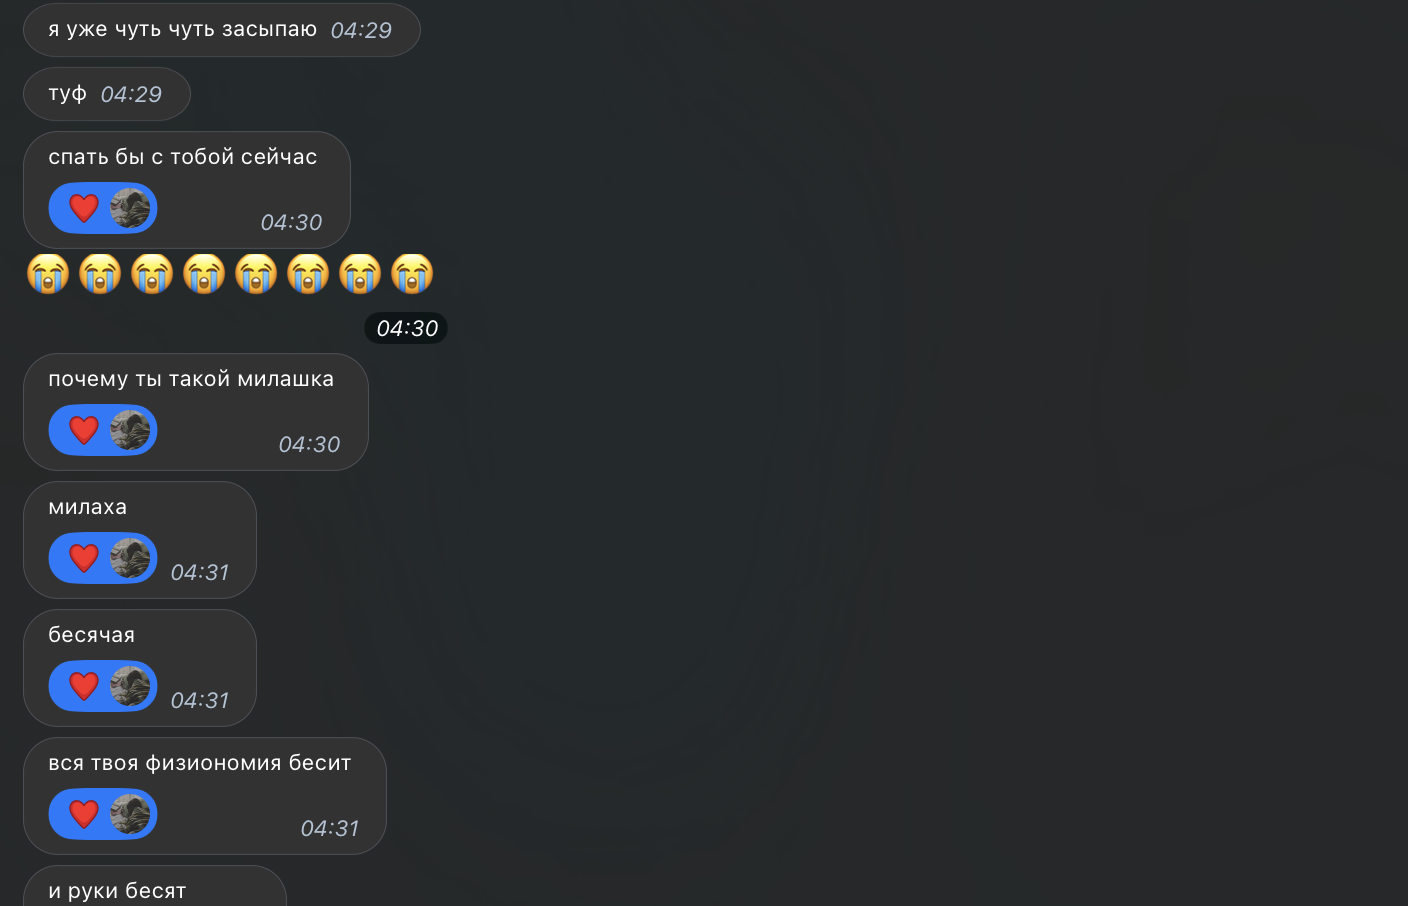 я уже чуть чуть засыпаю 04:29
туф 04:29
спать бы с тобой сейчас
04:30
04:30
почему ты такой милашка
04:30
милаха
04:31
бесячая
04:31
вся твоя физиономия бесит
04:31
и руки бесят